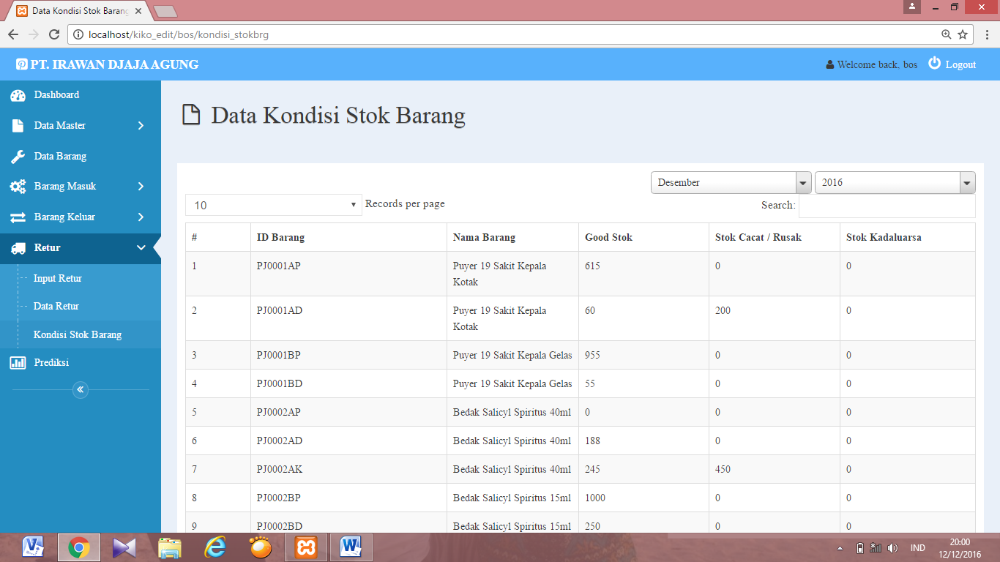 Data Kondisi Stok Barang
localhost/kiko_edit/bos/kondisi_stokbrg
PT. IRAWAN DJAJA AGUNG
Welcome back, bos
Logout
Dashboard
Data Master
Data Barang
Barang Masuk
Barang Keluar
Retur
Input Retur
Data Retur
Kondisi Stok Barang
Prediksi
Data Kondisi Stok Barang
Desember 2016
10 Records per page Search:
# ID Barang Nama Barang Good Stok Stok Cacat / Rusak Stok Kadaluarsa
1 PJ0001AP Puyer 19 Sakit Kepala Kotak 615 0 0
2 PJ0001AD Puyer 19 Sakit Kepala Kotak 60 200 0
3 PJ0001BP Puyer 19 Sakit Kepala Gelas 955 0 0
4 PJ0001BD Puyer 19 Sakit Kepala Gelas 55 0 0
5 PJ0002AP Bedak Salicyl Spiritus 40ml 0 0 0
6 PJ0002AD Bedak Salicyl Spiritus 40ml 188 0 0
7 PJ0002AK Bedak Salicyl Spiritus 40ml 245 450 0
8 PJ0002BP Bedak Salicyl Spiritus 15ml 1000 0 0
9 PJ0002BD Bedak Salicyl Spiritus 15ml 250 0 0
IND
20:00
12/12/2016